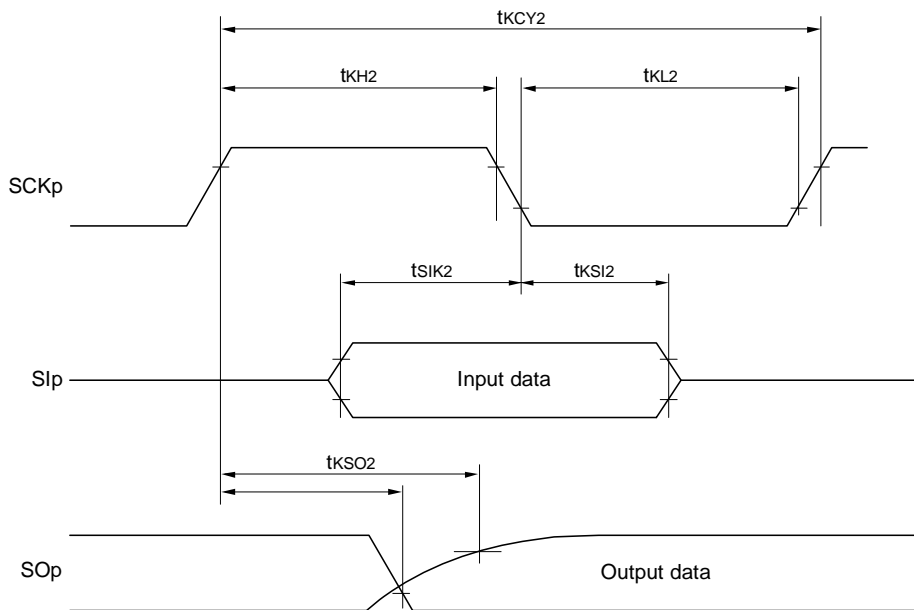 tKCY2
tKH2
tKL2
SCKp
tSIK2
tKSI2
SIp
Input data
tKSO2
SOp
Output data